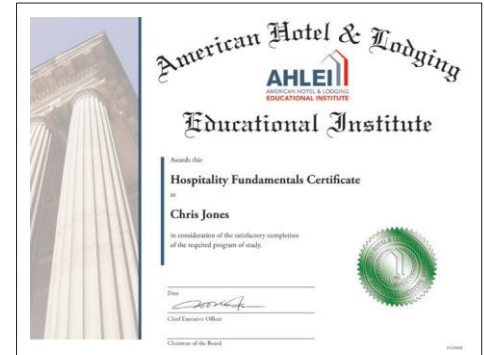 American Hotel & Lodging
AHLEI
AMERICAN HOTEL & LODGING
EDUCATIONAL INSTITUTE
Educational Institute
Awards this
Hospitality Fundamentals Certificate
to
Chris Jones
in consideration of the satisfactory completion
of the required program of study.
Date
Chief Executive Officer
Chairman of the Board